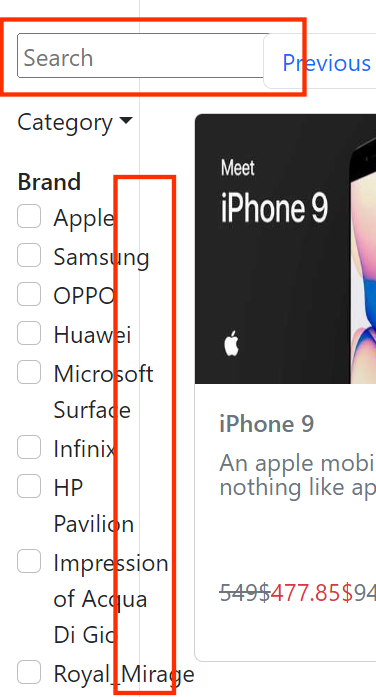 Search
Previous
Category
Brand
Apple
Samsung
OPPO
Huawei
Microsoft
Surface
Infinix
HP
Pavilion
Impression
of Acqua
Di Gio
Royal_Mirage
Meet
iPhone 9
iPhone 9
An apple mobi
nothing like ap
549$477.85$94